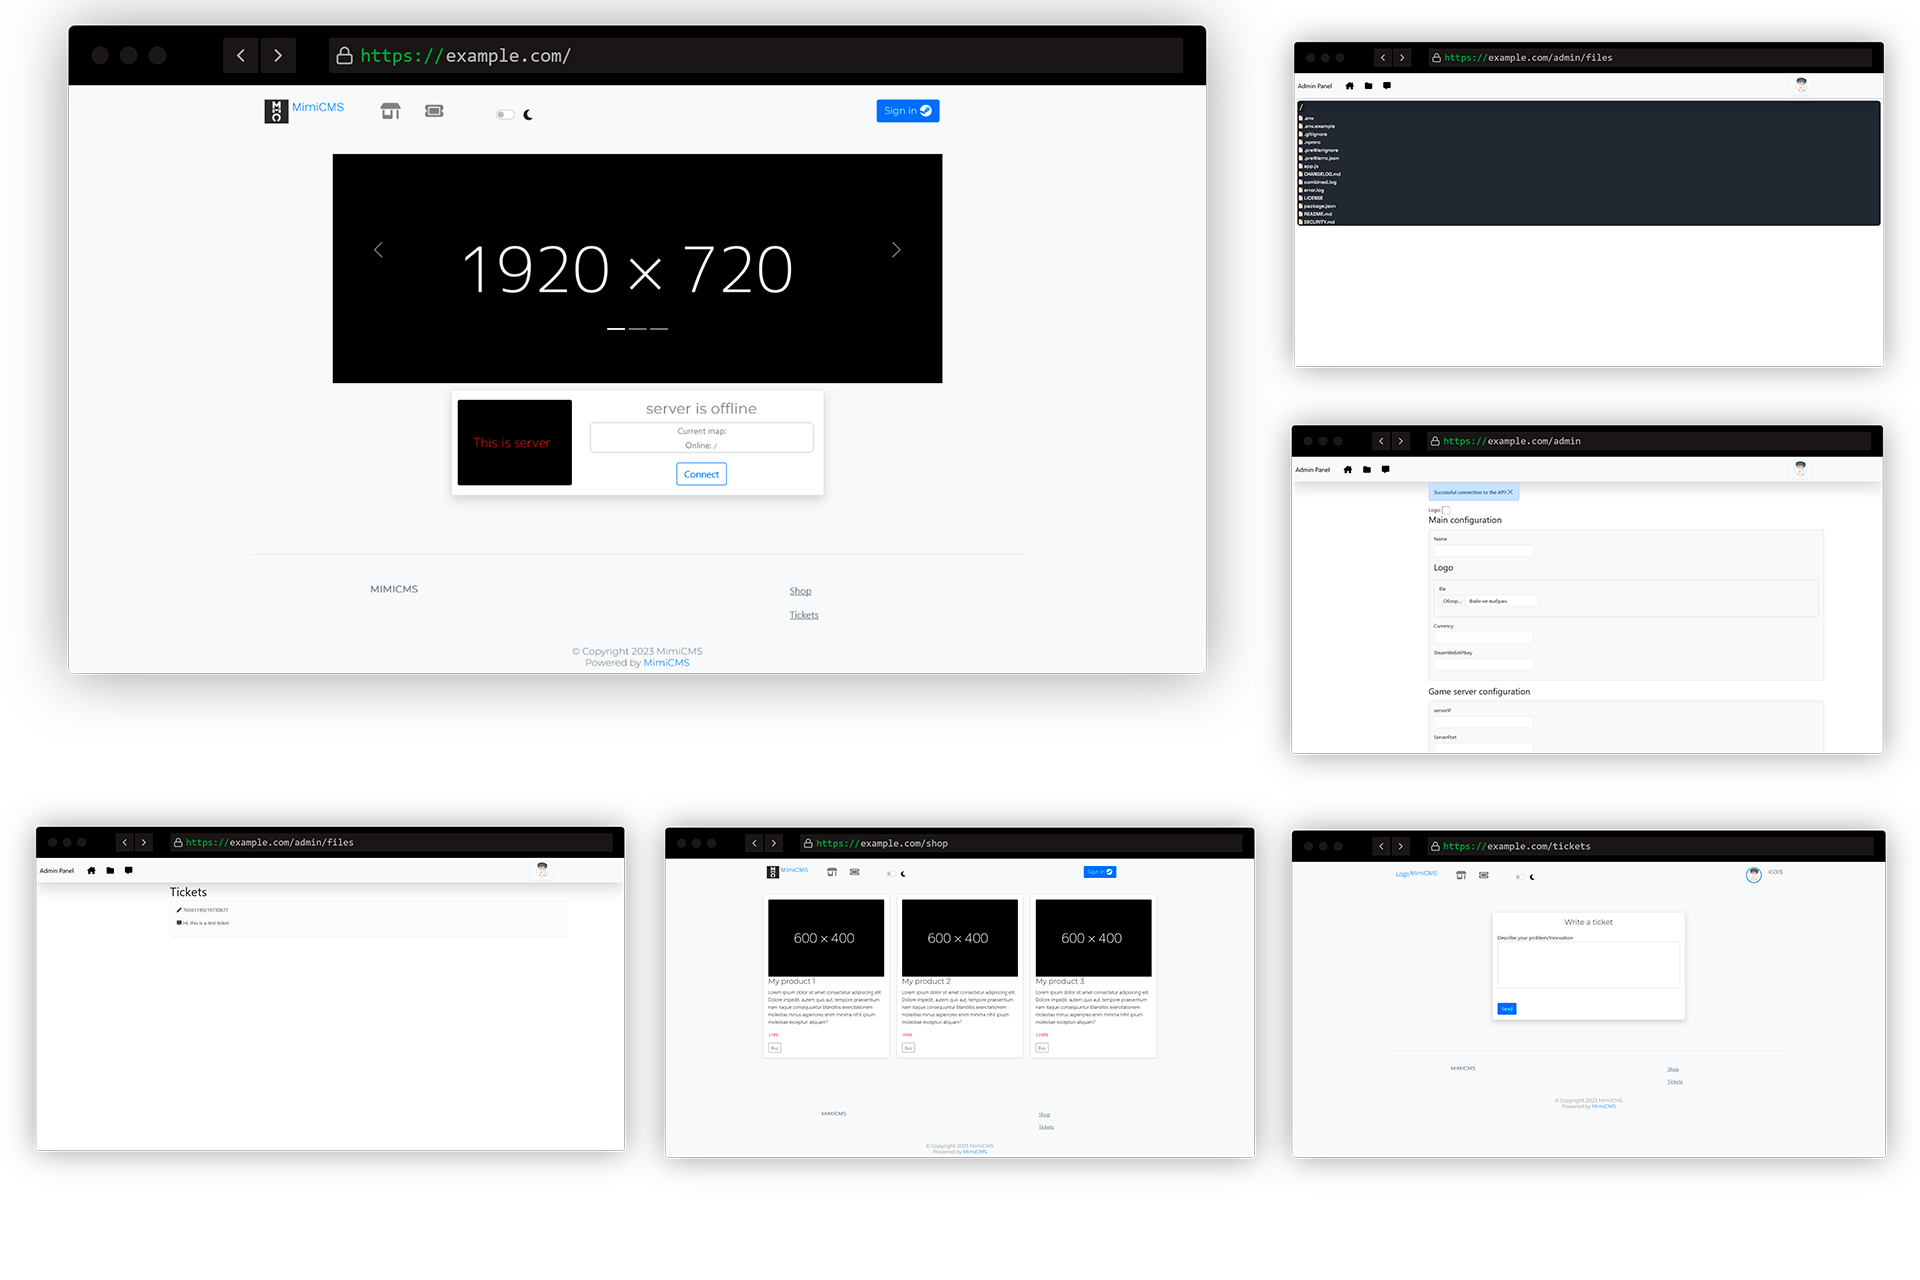 https://example.com/
MimiCMS
Sign in
1920 × 720
This is server
server is offline
Current map:
Online: /
Connect
MIMICMS
Shop
Tickets
© Copyright 2023 MimiCMS
Powered by MimiCMS
https://example.com/admin/files
Admin Panel
/
.env
.env.example
.gitignore
.npmrc
.prettierignore
.prettierrc.json
app.js
CHANGELOG.md
combined.log
error.log
LICENSE
package.json
README.md
SECURITY.md
https://example.com/admin
Admin Panel
Successful connection to the API!
Logo:
Main configuration
Name
Logo
file
Обзор... Файл не выбран.
Currency
SteamWebAPIkey
Game server configuration
serverIP
ServerPort
https://example.com/admin/files
Admin Panel
Tickets
Hi, this is a test ticket
https://example.com/shop
MimiCMS
Sign in
600 × 400
600 × 400
600 × 400
My product 1
Lorem ipsum dolor sit amet consectetur adipisicing elit.
Dolore impedit, autem quos aut, tempore praesentium
nam itaque consequuntur blanditiis exercitationem
molestias minus asperiores enim minima nihil ipsum
molestiae excepturi aliquam?
Buy
My product 2
Lorem ipsum dolor sit amet consectetur adipisicing elit.
Dolore impedit, autem quos aut, tempore praesentium
nam itaque consequuntur blanditiis exercitationem
molestias minus asperiores enim minima nihil ipsum
molestiae excepturi aliquam?
Buy
My product 3
Lorem ipsum dolor sit amet consectetur adipisicing elit.
Dolore impedit, autem quos aut, tempore praesentium
nam itaque consequuntur blanditiis exercitationem
molestias minus asperiores enim minima nihil ipsum
molestiae excepturi aliquam?
Buy
MIMICMS
Shop
Tickets
© Copyright 2023 MimiCMS
Powered by MimiCMS
https://example.com/tickets
Logo MimiCMS
4500$
Write a ticket
Describe your problem/innovation
Send
MIMICMS
Shop
Tickets
© Copyright 2023 MimiCMS
Powered by MimiCMS